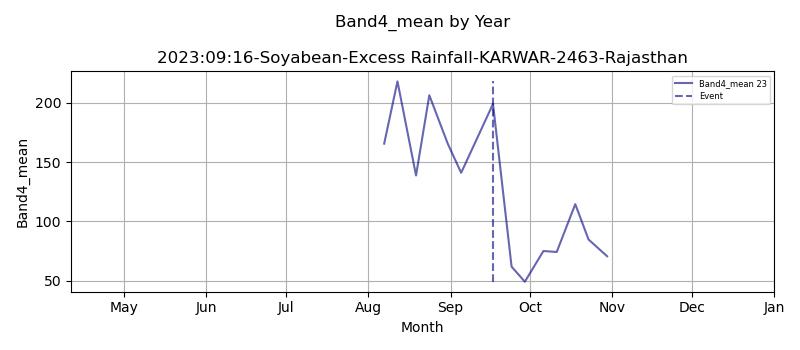 Band4_mean by Year
2023:09:16-Soyabean-Excess Rainfall-KARWAR-2463-Rajasthan
Band4_mean 23
Event
200
150
100
50
Band4_mean
May Jun Jul Aug Sep Oct Nov Dec Jan
Month